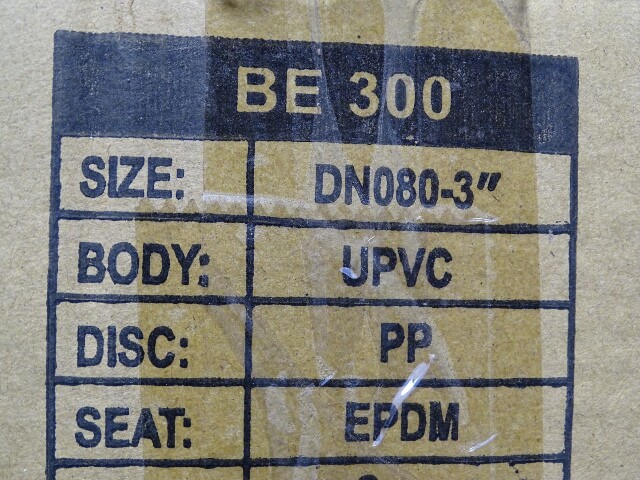 BE 300
SIZE: DN080-3"
BODY: UPVC
DISC: PP
SEAT: EPDM